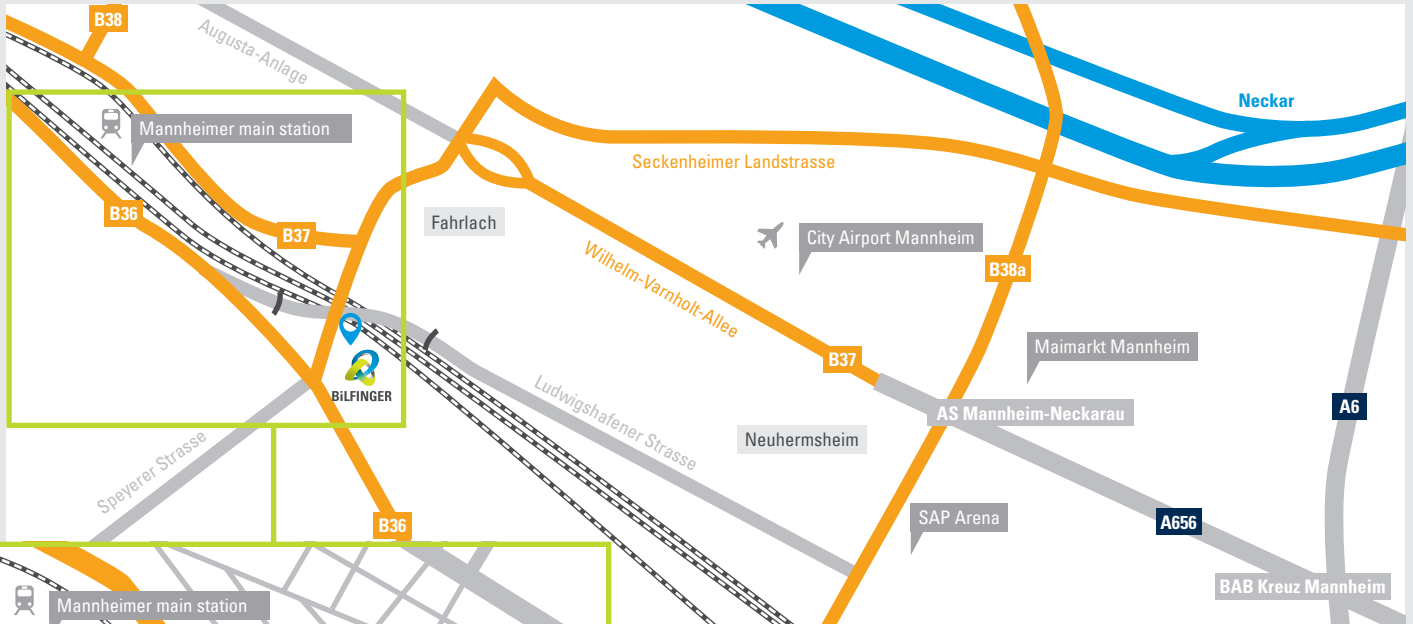 B38
Augusta-Anlage
Neckar
Mannheimer main station
Seckenheimer Landstrasse
B36
Fahrlach
B37
City Airport Mannheim
Wilhelm-Varnholt-Allee
B38a
Maimarkt Mannheim
B37
BiLFINGER
Ludwigshafener Strasse
AS Mannheim-Neckarau
A6
Neuhermsheim
Speyerer Strasse
B36
SAP Arena
A656
BAB Kreuz Mannheim
Mannheimer main station